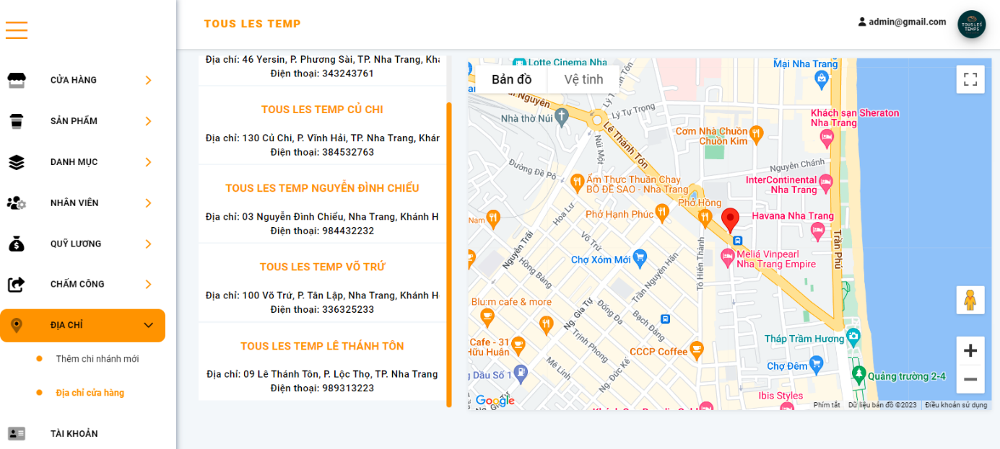 TOUS LES TEMP
admin@gmail.com
TOUS LES
TEMPS
CỬA HÀNG
SẢN PHẨM
DANH MỤC
NHÂN VIÊN
QUỸ LƯƠNG
CHẤM CÔNG
ĐỊA CHỈ
Thêm chi nhánh mới
Địa chỉ cửa hàng
TÀI KHOẢN
Địa chỉ: 46 Yersin, P. Phương Sài, TP. Nha Trang, Khá
Điện thoại: 343243761
TOUS LES TEMP CỦ CHI
Địa chỉ: 130 Củ Chi, P. Vĩnh Hải, TP. Nha Trang, Khán
Điện thoại: 384532763
TOUS LES TEMP NGUYỄN ĐÌNH CHIỂU
Địa chỉ: 03 Nguyễn Đình Chiểu, Nha Trang, Khánh H
Điện thoại: 984432232
TOUS LES TEMP VÕ TRỨ
Địa chỉ: 100 Võ Trứ, P. Tân Lập, Nha Trang, Khánh H
Điện thoại: 336325233
TOUS LES TEMP LÊ THÁNH TÔN
Địa chỉ: 09 Lê Thánh Tôn, P. Lộc Thọ, TP. Nha Trang
Điện thoại: 989313223
Bản đồ
Vệ tinh
Lotte Cinema Nha
Mại Nha Trang
Nguyên
Lý Tự Trọng
Nhà thờ Núi
Lê Thánh Tôn
Núi Một
Khách sạn Sheraton
Nha Trang
Cơm Nhà Chuồn
Chuồn Kim
Nguyễn Chánh
Đường Đề Pô
Ẩm Thực Thuần Chay
BỒ ĐỀ SAO - Nha Trang
InterContinental
Nha Trang
Phở Hồng
Phở Hạnh Phúc
Hoa Lư
Nam
Havana Nha Trang
Võ Trứ
Nguyễn Trãi
Trần Phú
Tô Hiến Thành
Chợ Xóm Mới
Meliá Vinpearl
Nha Trang Empire
Hồng Bàng
Trần Nguyên Hãn
Blu:m cafe & more
Ng. Gia Tự
Đống Đa
Bạch Đằng
Cafe - 31
Hữu Huân
Trịnh Phong
CCCP Coffee
Tháp Trầm Hương
Mê Linh
Ng. Đức Kế
Chợ Đêm
g Dầu Số 1
Quảng trường 2-4
Ibis Styles
Google
Phím tắt
Dữ liệu bản đồ ©2023
Điều khoản sử dụng